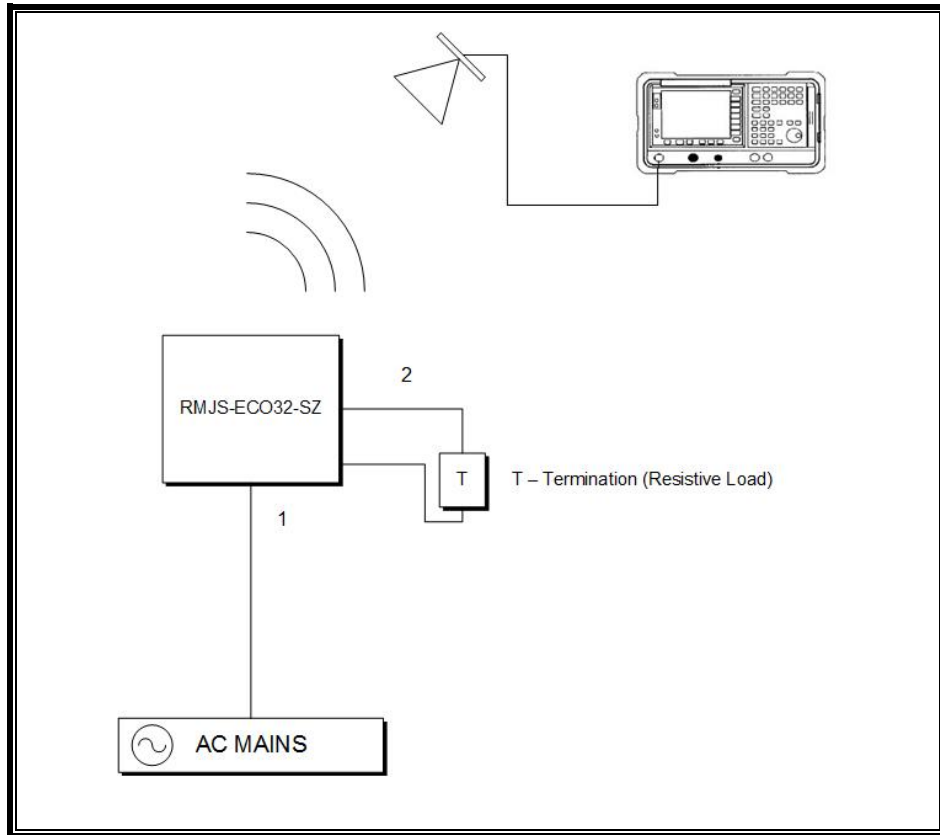 2
RMJS-ECO32-SZ
T
T – Termination (Resistive Load)
1
AC MAINS